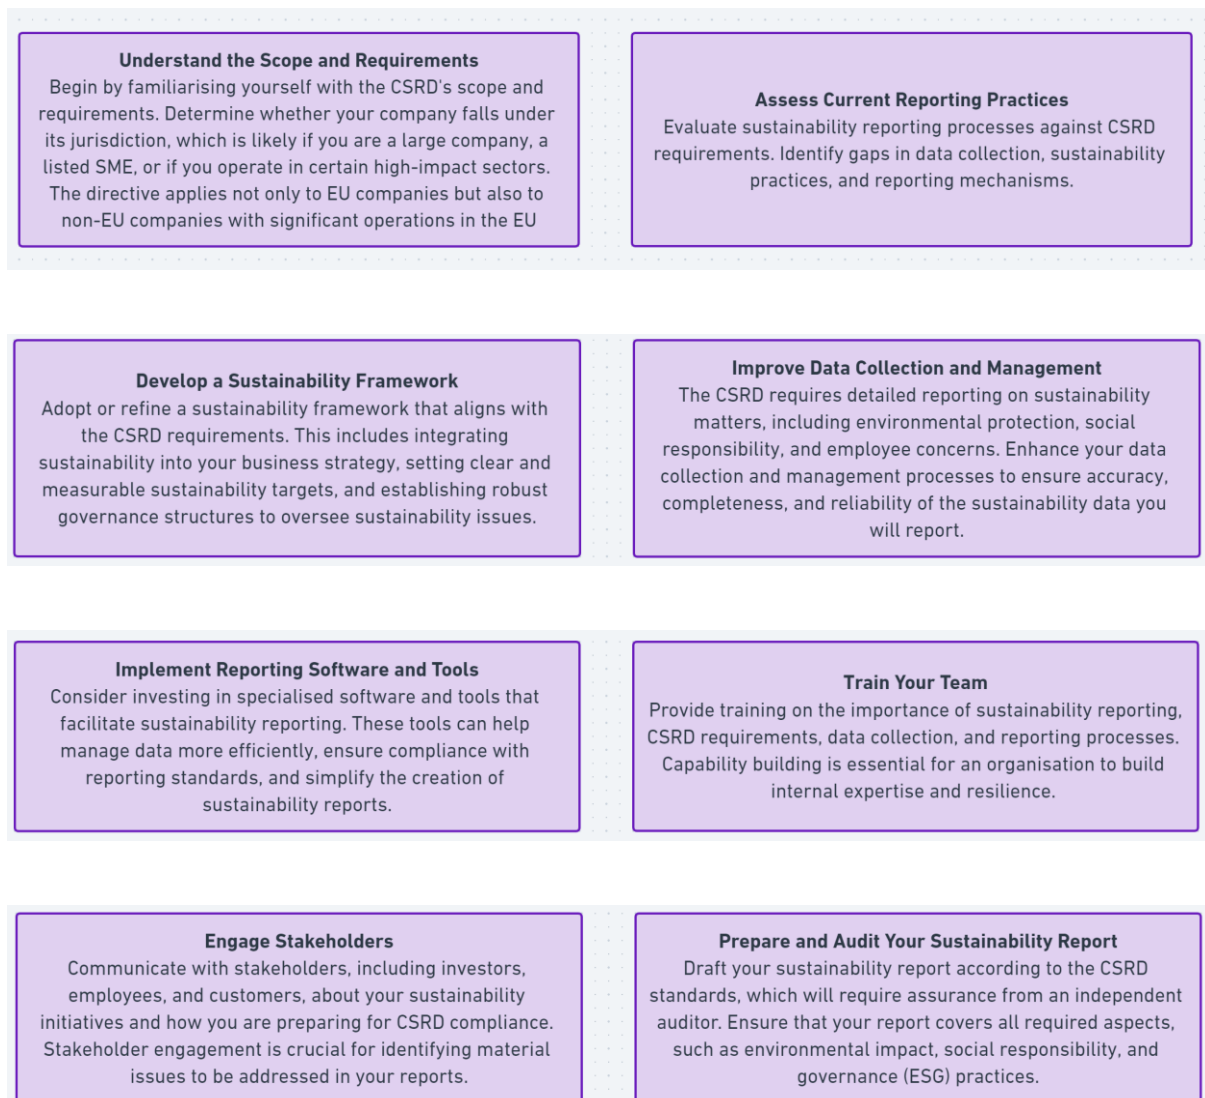 Understand the Scope and Requirements
Begin by familiarising yourself with the CSRD's scope and
requirements. Determine whether your company falls under
its jurisdiction, which is likely if you are a large company, a
listed SME, or if you operate in certain high-impact sectors.
The directive applies not only to EU companies but also to
non-EU companies with significant operations in the EU
Assess Current Reporting Practices
Evaluate sustainability reporting processes against CSRD
requirements. Identify gaps in data collection, sustainability
practices, and reporting mechanisms.
Develop a Sustainability Framework
Adopt or refine a sustainability framework that aligns with
the CSRD requirements. This includes integrating
sustainability into your business strategy, setting clear and
measurable sustainability targets, and establishing robust
governance structures to oversee sustainability issues.
Improve Data Collection and Management
The CSRD requires detailed reporting on sustainability
matters, including environmental protection, social
responsibility, and employee concerns. Enhance your data
collection and management processes to ensure accuracy,
completeness, and reliability of the sustainability data you
will report.
Implement Reporting Software and Tools
Consider investing in specialised software and tools that
facilitate sustainability reporting. These tools can help
manage data more efficiently, ensure compliance with
reporting standards, and simplify the creation of
sustainability reports.
Train Your Team
Provide training on the importance of sustainability reporting,
CSRD requirements, data collection, and reporting processes.
Capability building is essential for an organisation to build
internal expertise and resilience.
Engage Stakeholders
Communicate with stakeholders, including investors,
employees, and customers, about your sustainability
initiatives and how you are preparing for CSRD compliance.
Stakeholder engagement is crucial for identifying material
issues to be addressed in your reports.
Prepare and Audit Your Sustainability Report
Draft your sustainability report according to the CSRD
standards, which will require assurance from an independent
auditor. Ensure that your report covers all required aspects,
such as environmental impact, social responsibility, and
governance (ESG) practices.